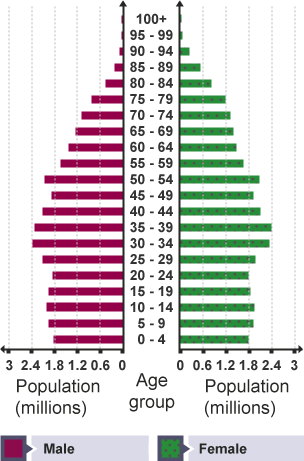 100+
95 - 99
90 - 94
85 - 89
80 - 84
75 - 79
70 - 74
65 - 69
60 - 64
55 - 59
50 - 54
45 - 49
40 - 44
35 - 39
30 - 34
25 - 29
20 - 24
15 - 19
10 - 14
5 - 9
0 - 4
3 2.4 1.8 1.2 0.6 0 0 0.6 1.2 1.8 2.4 3
Population
(millions)
Age
group
Population
(millions)
Male
Female